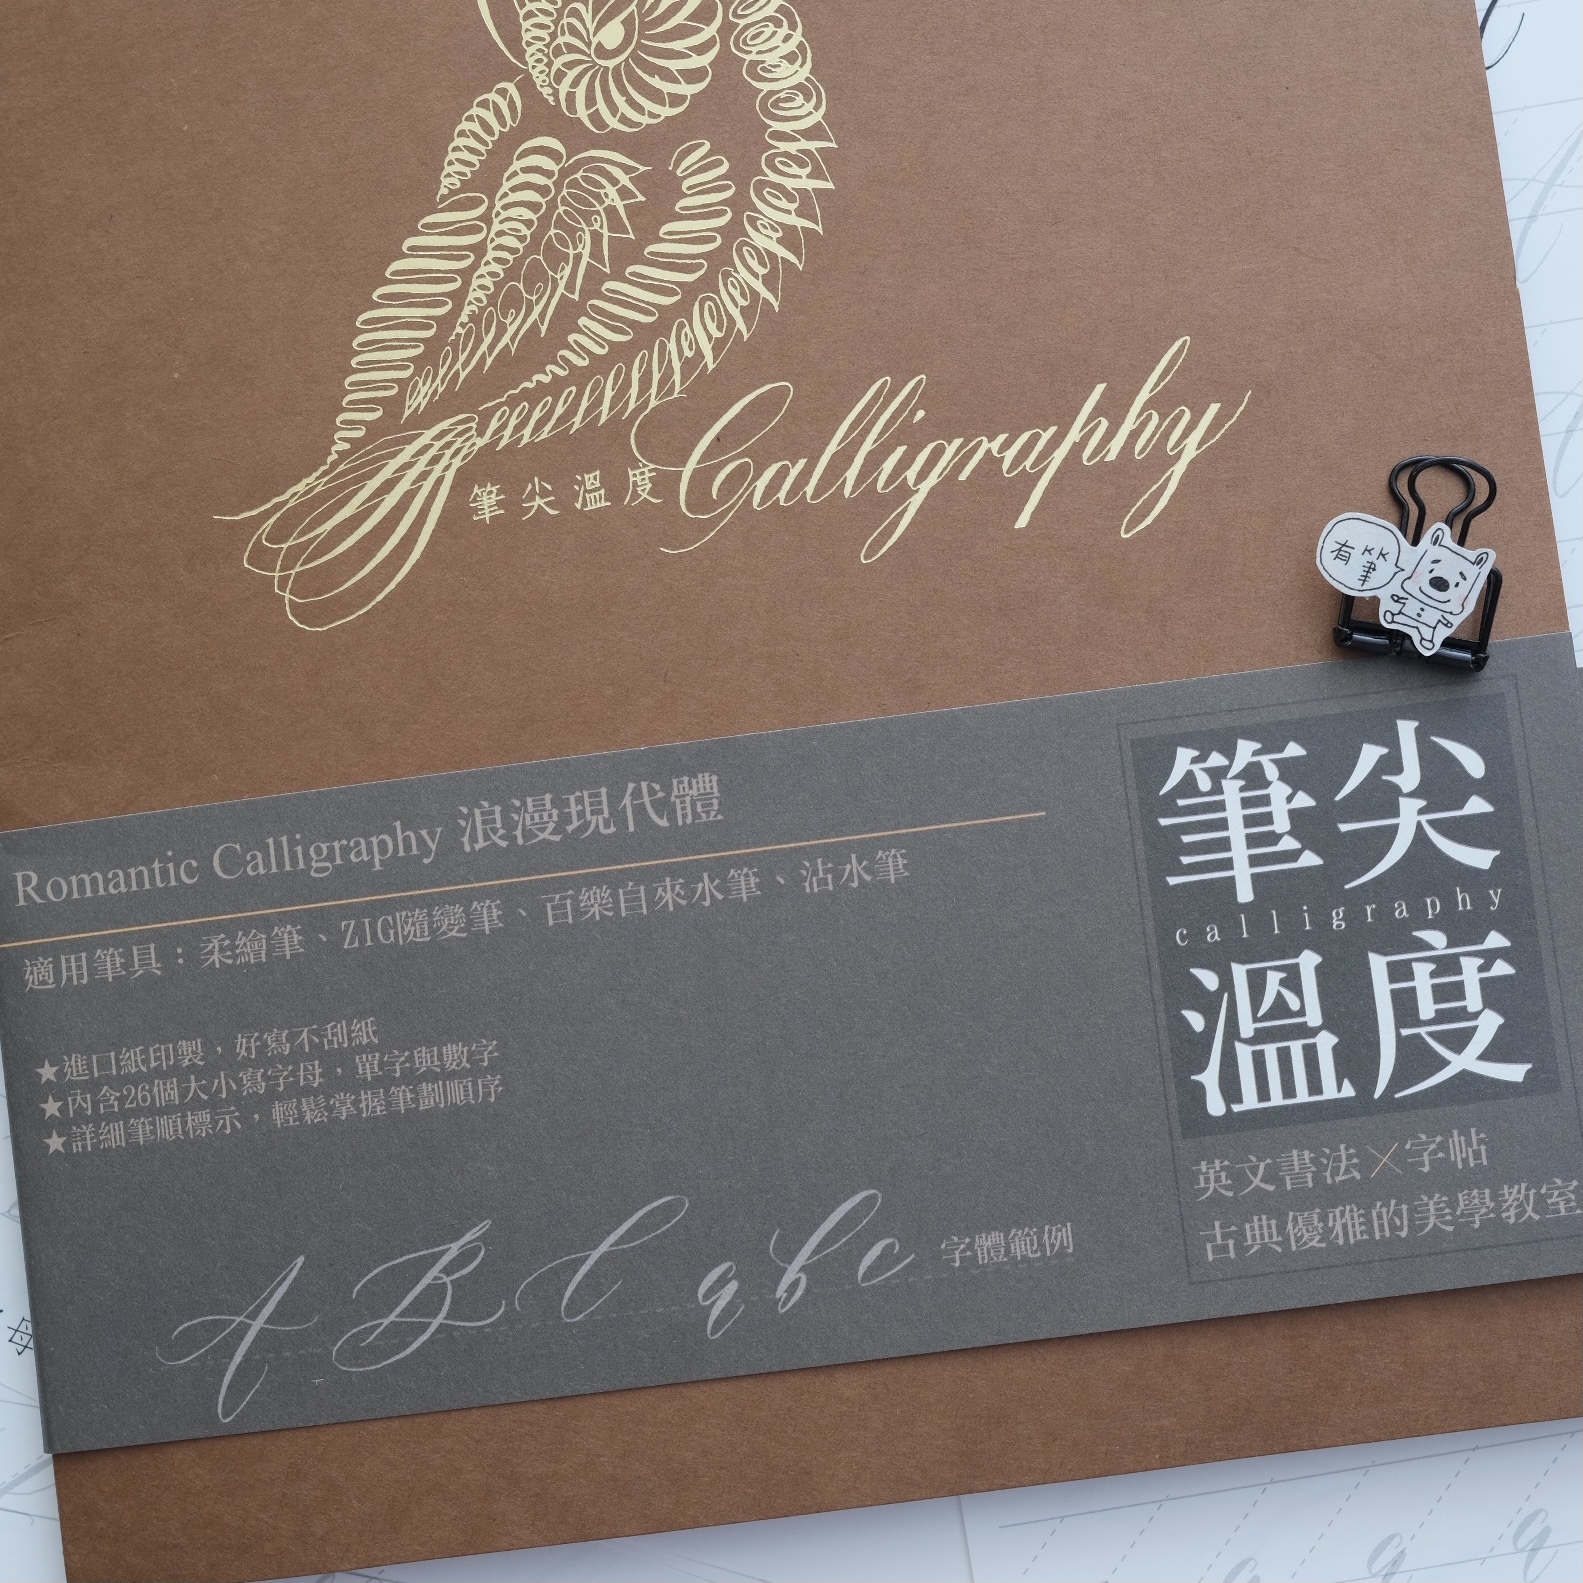 筆尖溫度 Calligraphy
有筆
Romantic Calligraphy 浪漫現代體
適用筆具：柔繪筆、ZIG隨變筆、百樂自來水筆、沾水筆
★進口紙印製，好寫不刮紙
★內含26個大小寫字母，單字與數字
★詳細筆順標示，輕鬆掌握筆劃順序
A B C a b c 字體範例
筆尖
calligraphy
溫度
英文書法×字帖
古典優雅的美學教室
母
a a